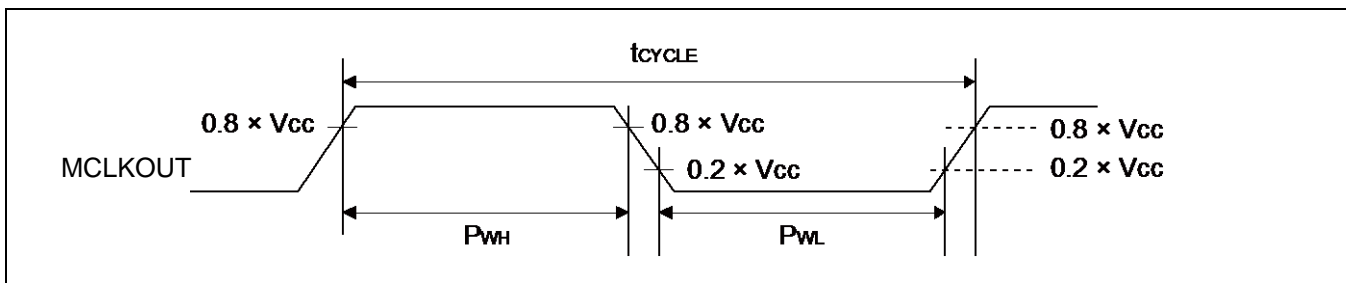 tCYCLE
0.8 × Vcc 0.8 × Vcc 0.8 × Vcc
MCLKOUT 0.2 × Vcc 0.2 × Vcc
PWH PWL